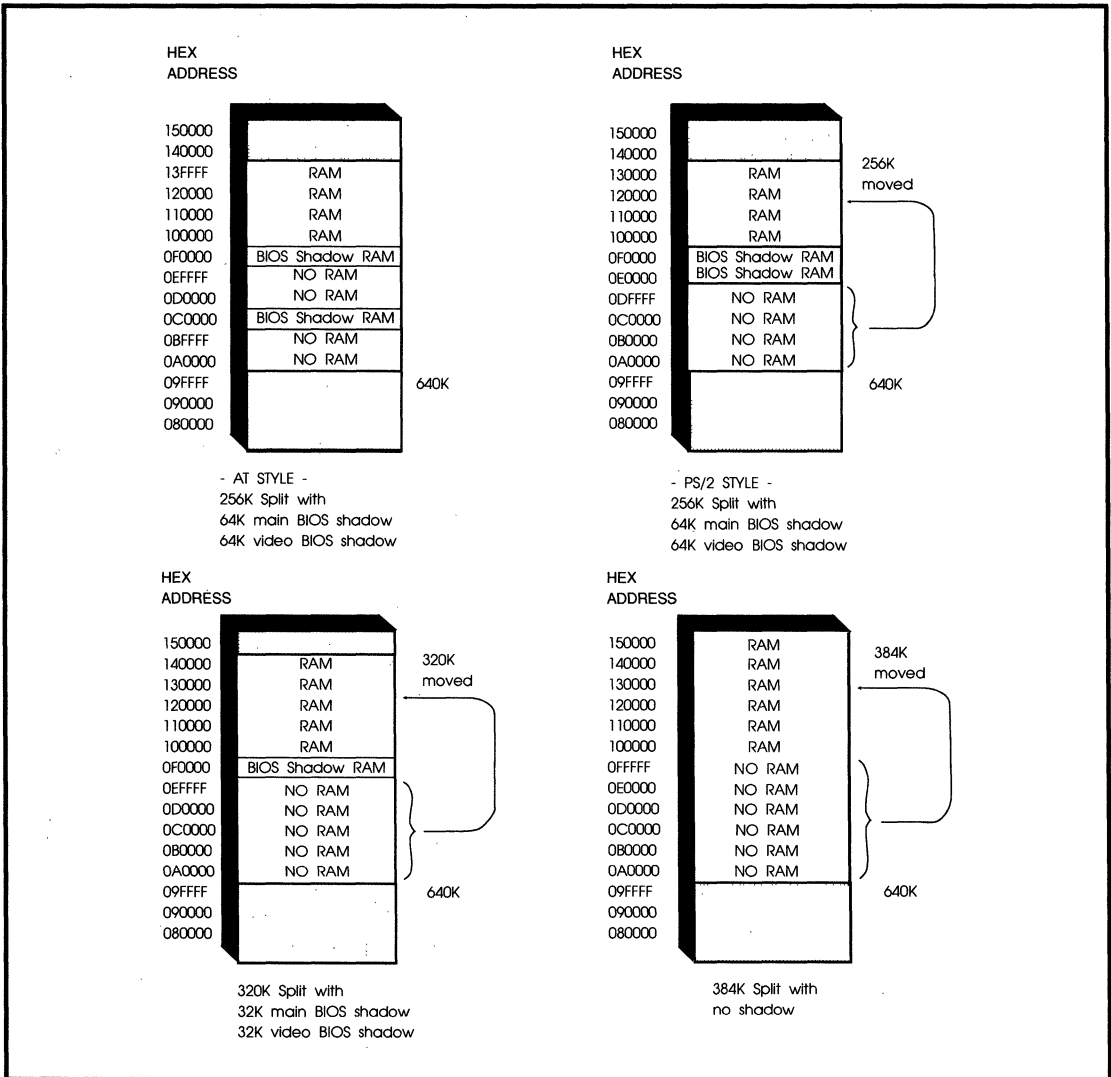 HEX
ADDRESS
150000
140000
13FFFF RAM
120000 RAM
110000 RAM
100000 RAM
0F0000 BIOS Shadow RAM
0EFFFF NO RAM
0D0000 NO RAM
0C0000 BIOS Shadow RAM
0BFFFF NO RAM
0A0000 NO RAM
09FFFF 640K
090000
080000
- AT STYLE -
256K Split with
64K main BIOS shadow
64K video BIOS shadow
HEX
ADDRESS
150000
140000
256K
moved
130000 RAM
120000 RAM
110000 RAM
100000 RAM
0F0000 BIOS Shadow RAM
0E0000 BIOS Shadow RAM
0DFFFF NO RAM
0C0000 NO RAM
0B0000 NO RAM
0A0000 NO RAM
09FFFF 640K
090000
080000
- PS/2 STYLE -
256K Split with
64K main BIOS shadow
64K video BIOS shadow
HEX
ADDRESS
150000
140000 RAM
320K
moved
130000 RAM
120000 RAM
110000 RAM
100000 RAM
0F0000 BIOS Shadow RAM
0EFFFF NO RAM
0D0000 NO RAM
0C0000 NO RAM
0B0000 NO RAM
0A0000 NO RAM
09FFFF 640K
090000
080000
320K Split with
32K main BIOS shadow
32K video BIOS shadow
HEX
ADDRESS
150000 RAM
140000 RAM
384K
moved
130000 RAM
120000 RAM
110000 RAM
100000 RAM
0FFFFF NO RAM
0E0000 NO RAM
0D0000 NO RAM
0C0000 NO RAM
0B0000 NO RAM
0A0000 NO RAM
09FFFF 640K
090000
080000
384K Split with
no shadow